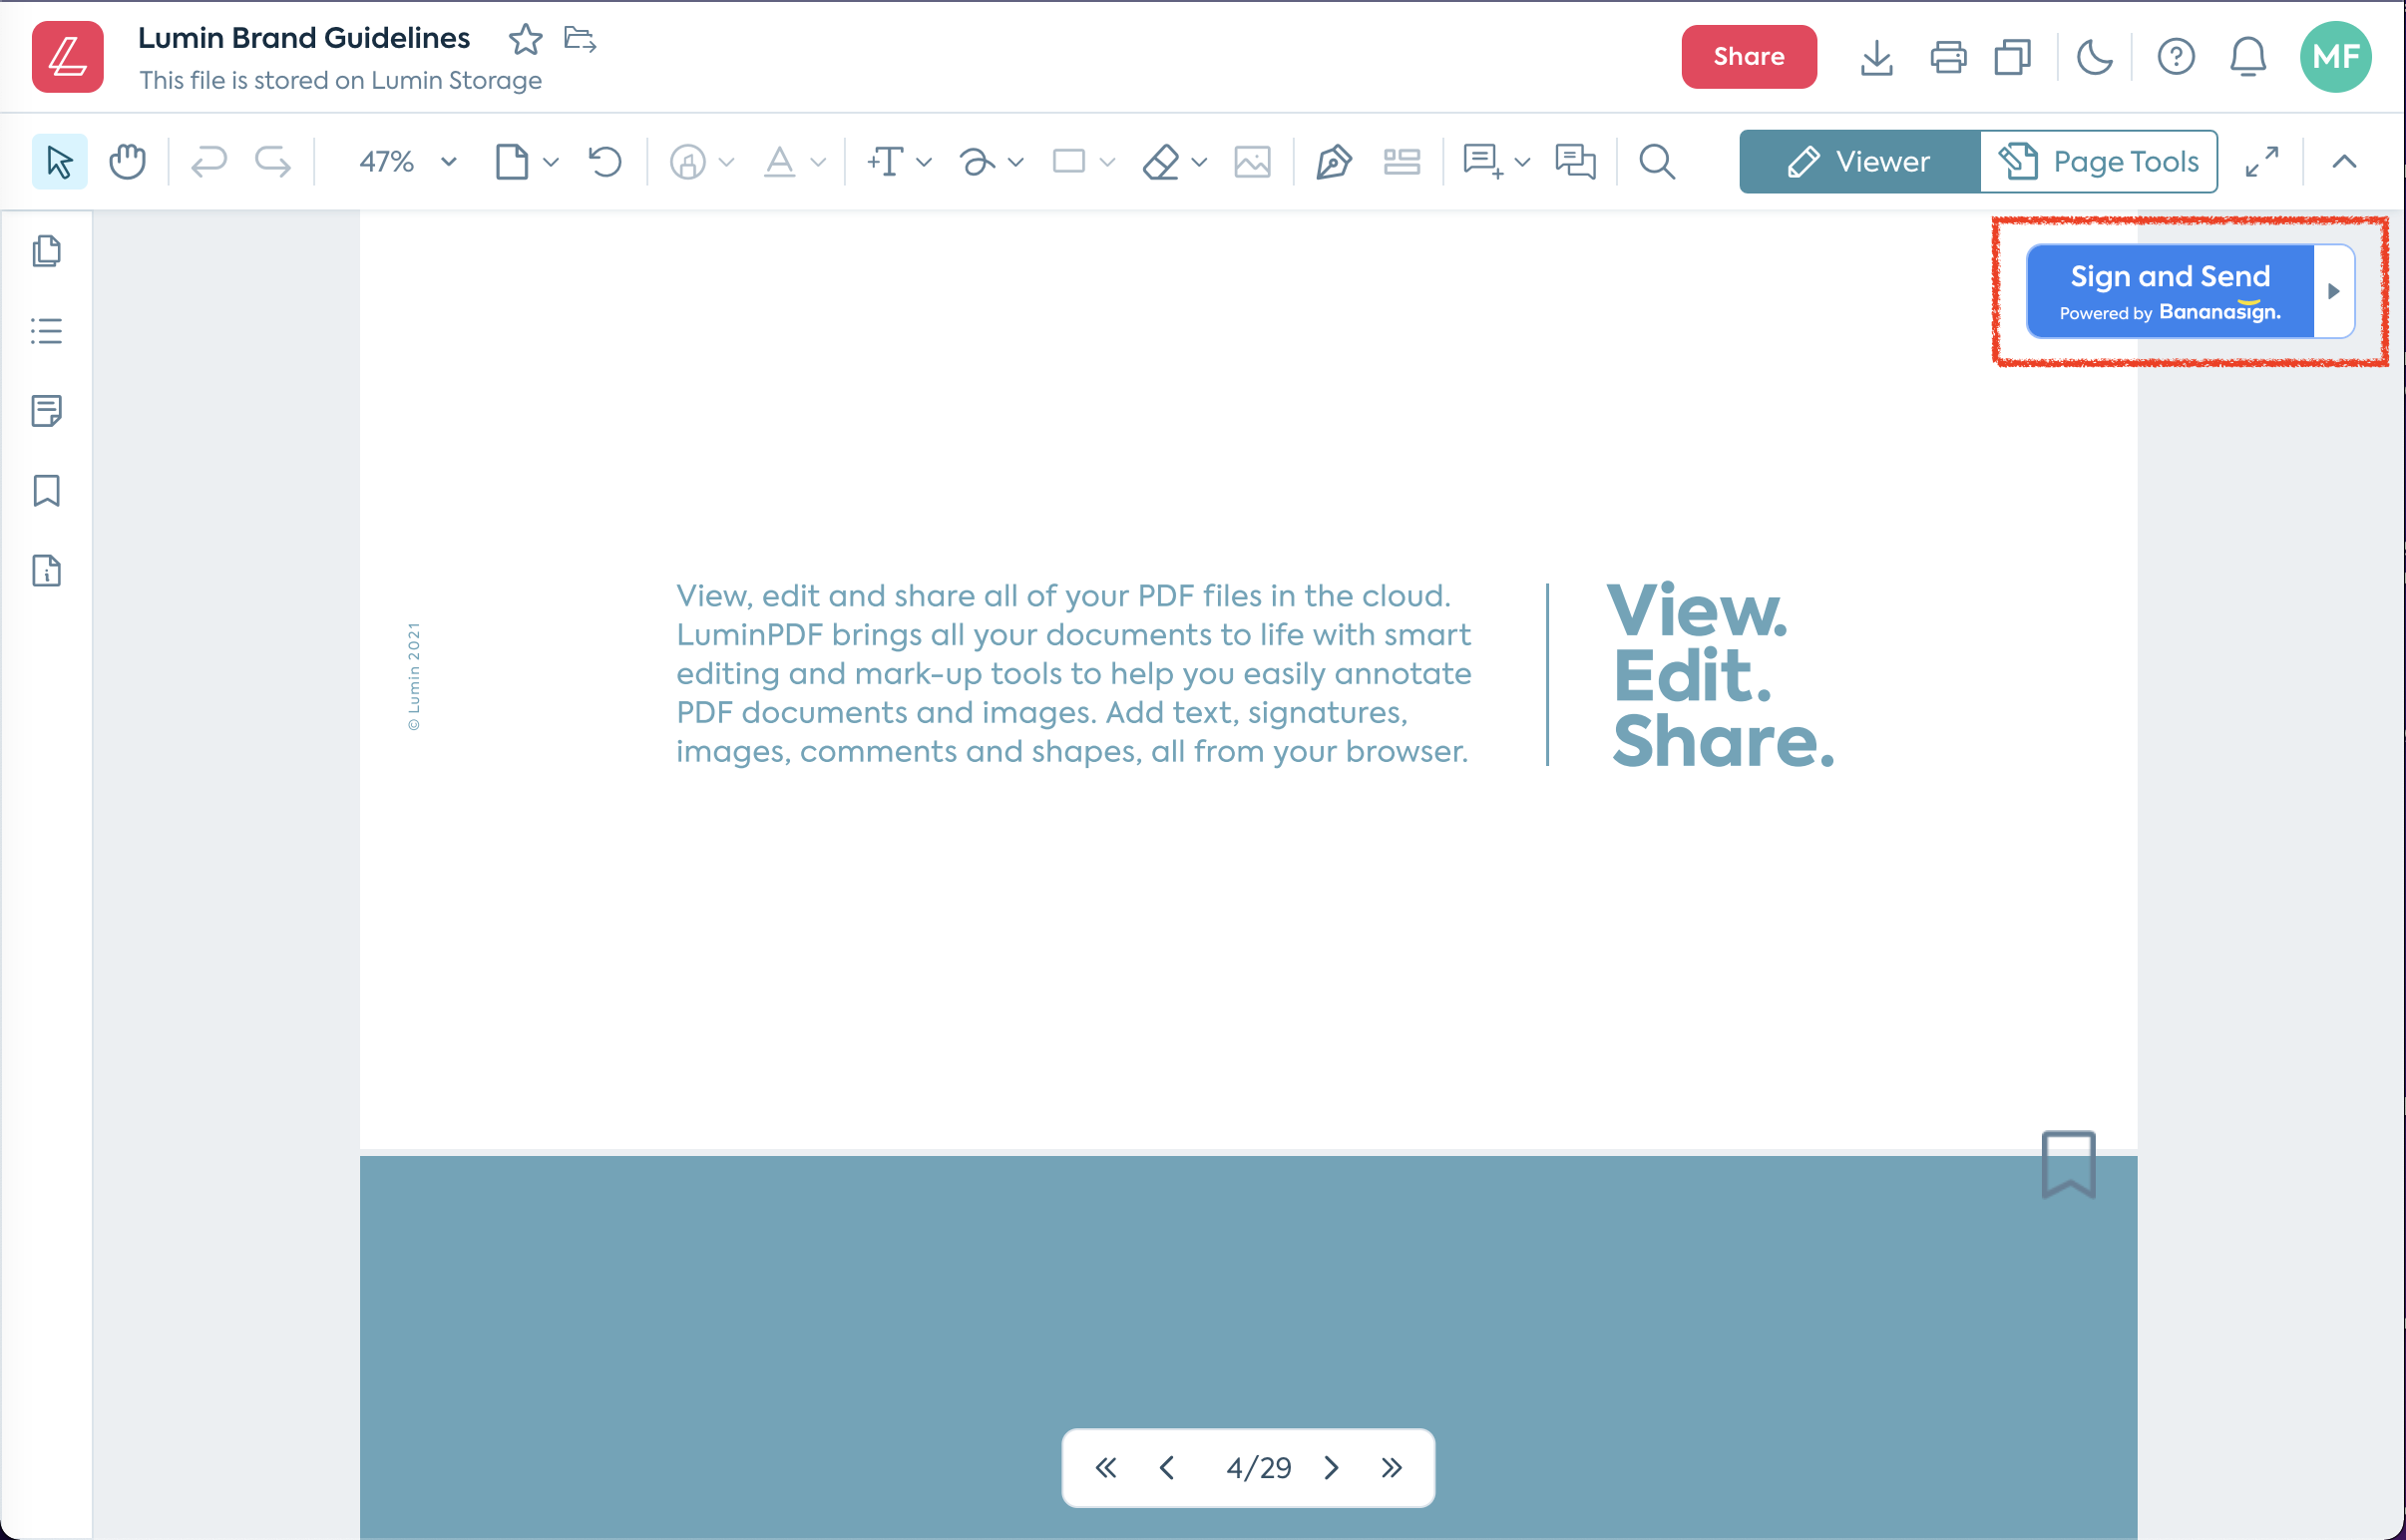 Lumin Brand Guidelines
This file is stored on Lumin Storage
Share
MF
47%
A
T
Viewer
Page Tools
Sign and Send
Powered by Bananasign.
© Lumin 2021
View, edit and share all of your PDF files in the cloud.
LuminPDF brings all your documents to life with smart
editing and mark-up tools to help you easily annotate
PDF documents and images. Add text, signatures,
images, comments and shapes, all from your browser.
View.
Edit.
Share.
4/29